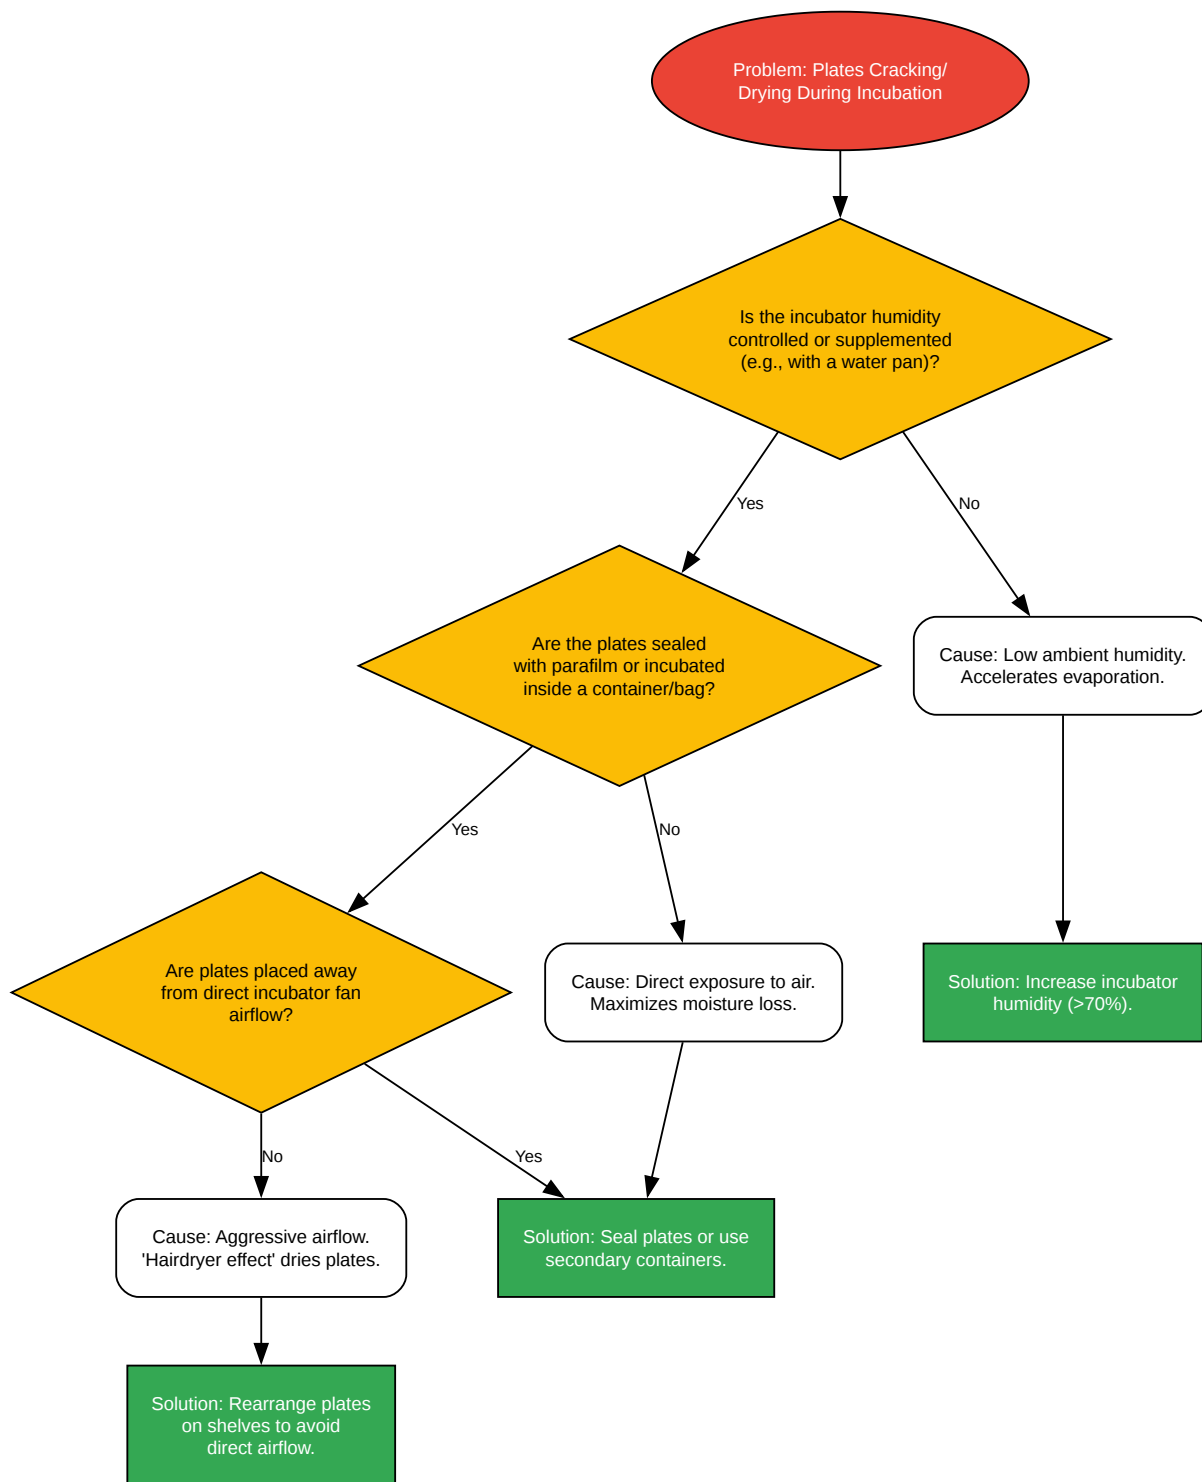 Problem: Plates Cracking/
Drying During Incubation
Is the incubator humidity
controlled or supplemented
(e.g., with a water pan)?
Yes
No
Are the plates sealed
with parafilm or incubated
inside a container/bag?
Cause: Low ambient humidity.
Accelerates evaporation.
Yes
No
Are plates placed away
from direct incubator fan
airflow?
Cause: Direct exposure to air.
Maximizes moisture loss.
Solution: Increase incubator
humidity (>70%).
No
Yes
Cause: Aggressive airflow.
'Hairdryer effect' dries plates.
Solution: Seal plates or use
secondary containers.
Solution: Rearrange plates
on shelves to avoid
direct airflow.